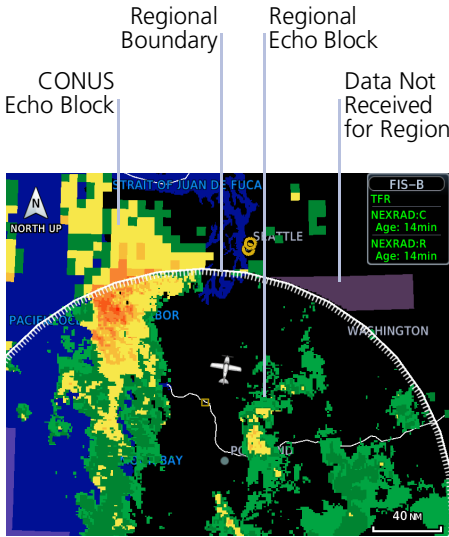 Regional
Boundary
Regional
Echo Block
CONUS
Echo Block
Data Not
Received
for Region
N
NORTH UP
STRAIT OF JUAN DE FUCA
SEATTLE
FIS-B
TFR
NEXRAD:C
Age: 14min
NEXRAD:R
Age: 14min
BOR
WASHINGTON
BAY
40 NM